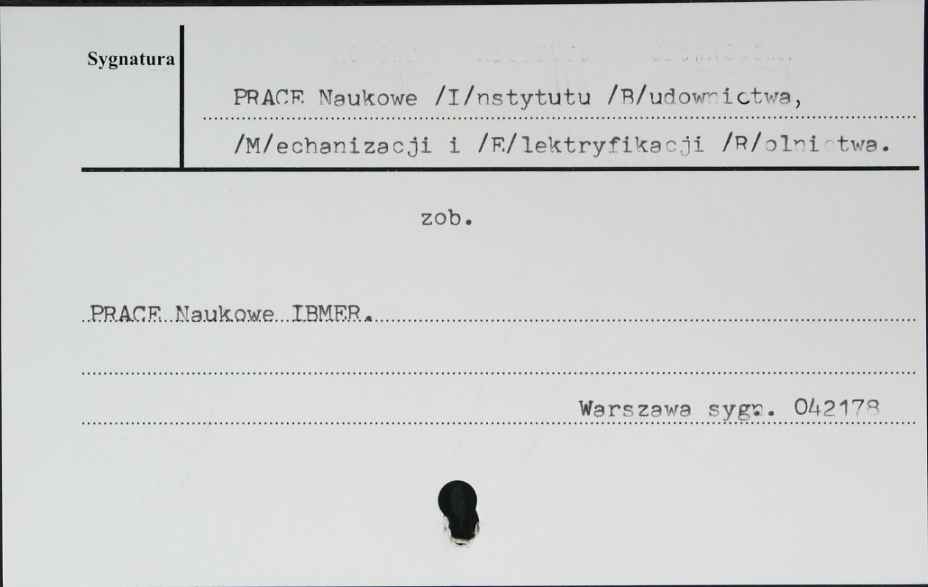 Sygnatura
PRACE Naukowe /I/nstytutu /B/udownictwa,
/M/echanizacji i /E/lektryfikacji /R/olnictwa.
zob.
PRACE Naukowe IBMER.
Warszawa sygn. 042178